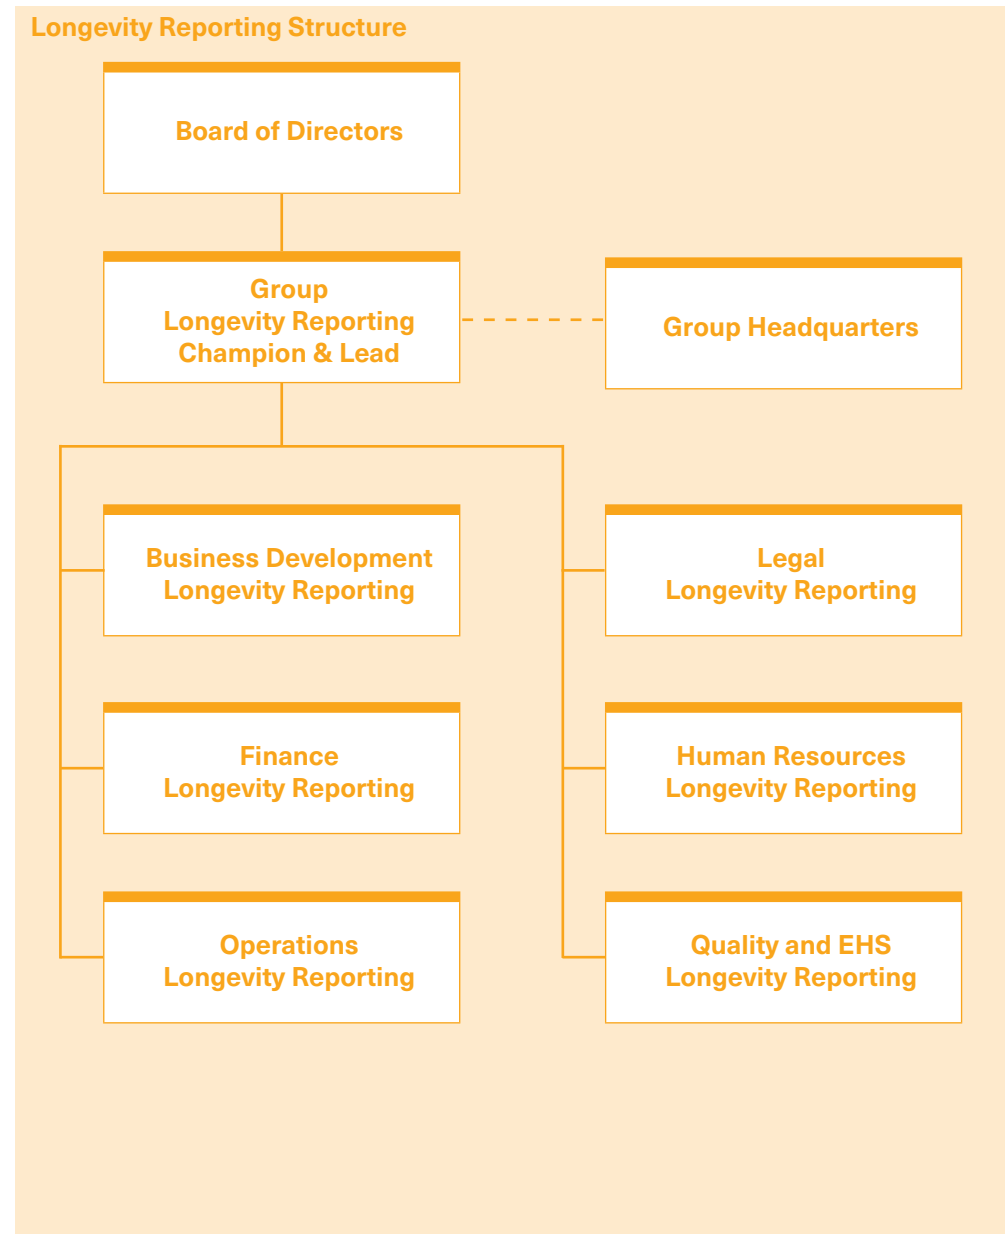 Longevity Reporting Structure
Board of Directors
Group
Longevity Reporting
Champion & Lead
Group Headquarters
Business Development
Longevity Reporting
Legal
Longevity Reporting
Finance
Longevity Reporting
Human Resources
Longevity Reporting
Operations
Longevity Reporting
Quality and EHS
Longevity Reporting